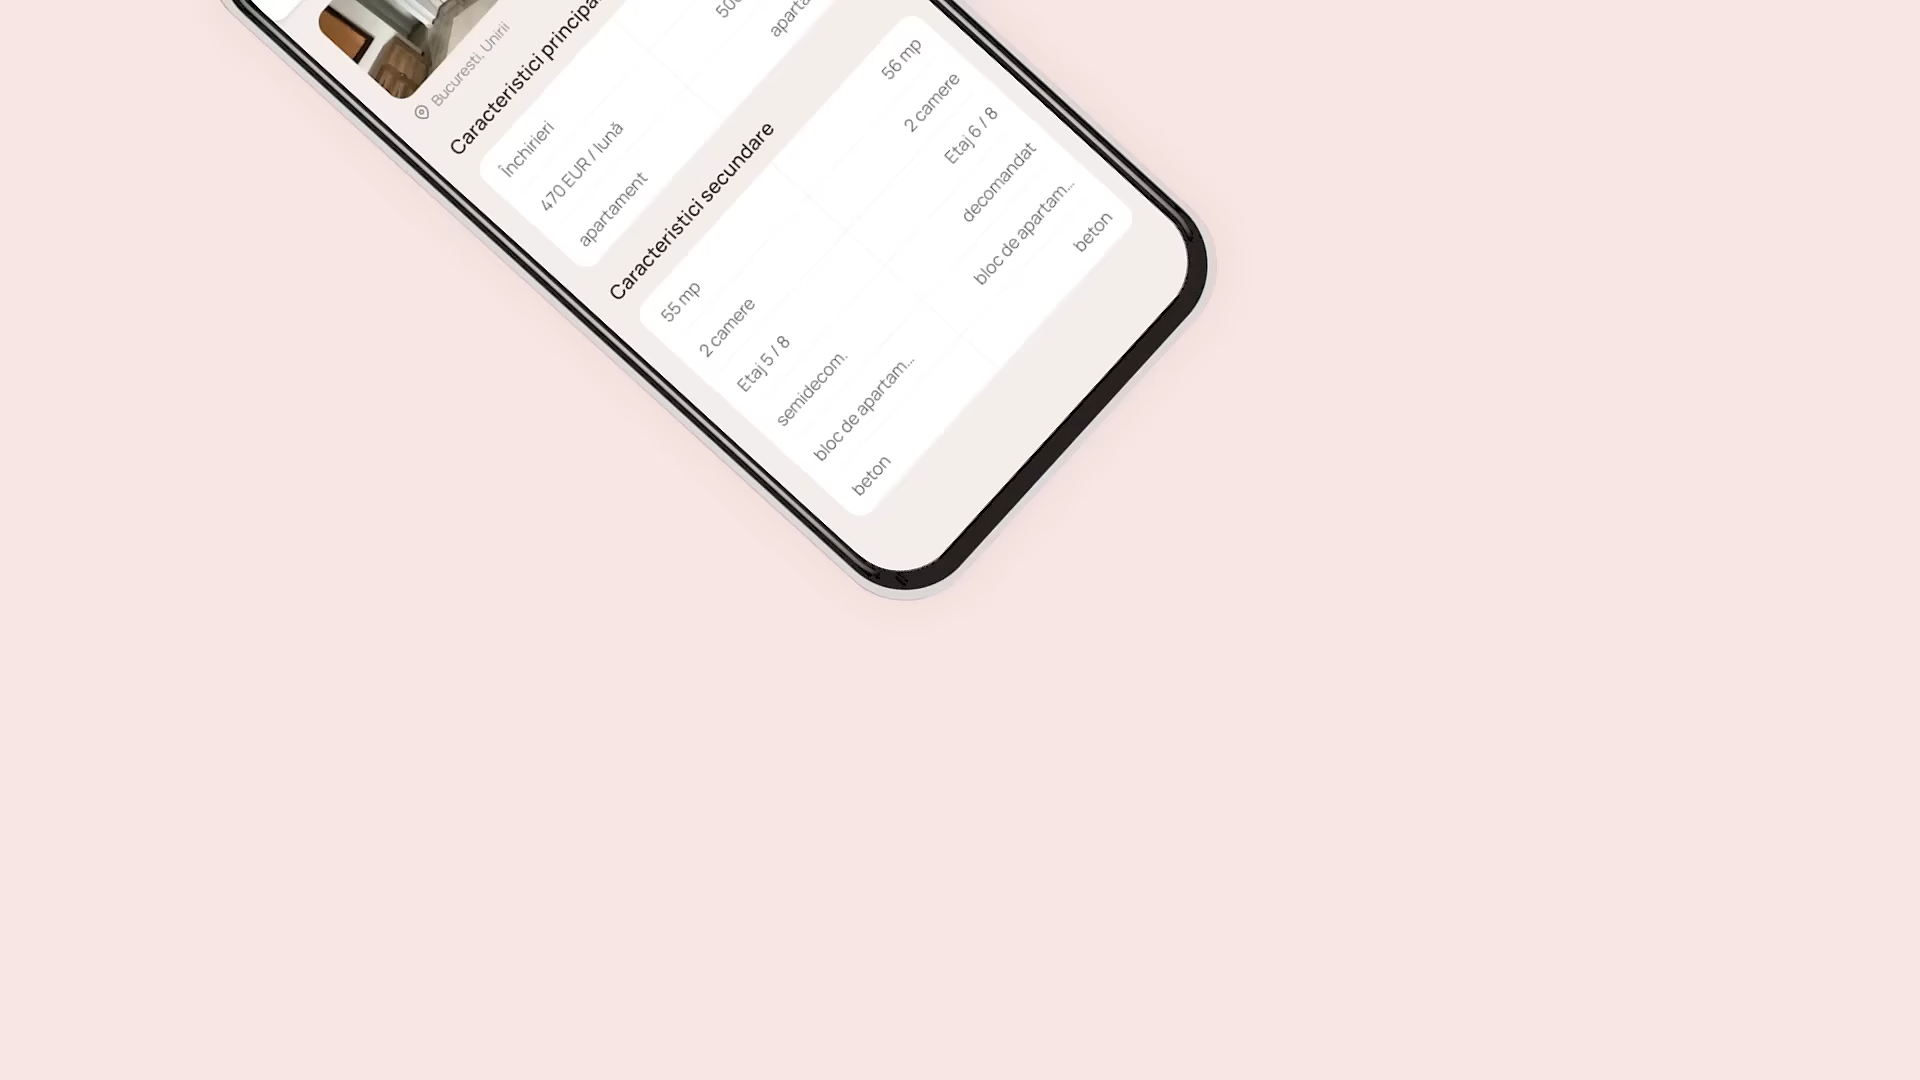 Bucuresti, Unirii
Caracteristici
Închirieri
470 EUR / lună
apartament
Caracteristici secundare
55 mp 56 mp
2 camere 2 camere
Etaj 5 / 8 Etaj 6 / 8
semidecom. decomandat
bloc de apartam... bloc de apartam...
beton beton